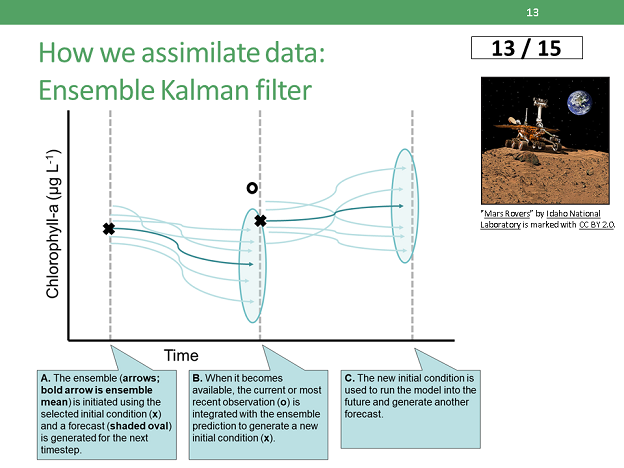 13
How we assimilate data:
Ensemble Kalman filter
13 / 15
"Mars Rovers" by Idaho National
Laboratory is marked with CC BY 2.0.
Chlorophyll-a (µg L-1)
Time
A. The ensemble (arrows;
bold arrow is ensemble
mean) is initiated using the
selected initial condition (x)
and a forecast (shaded oval)
is generated for the next
timestep.
B. When it becomes
available, the current or most
recent observation (o) is
integrated with the ensemble
prediction to generate a new
initial condition (x).
C. The new initial condition is
used to run the model into the
future and generate another
forecast.